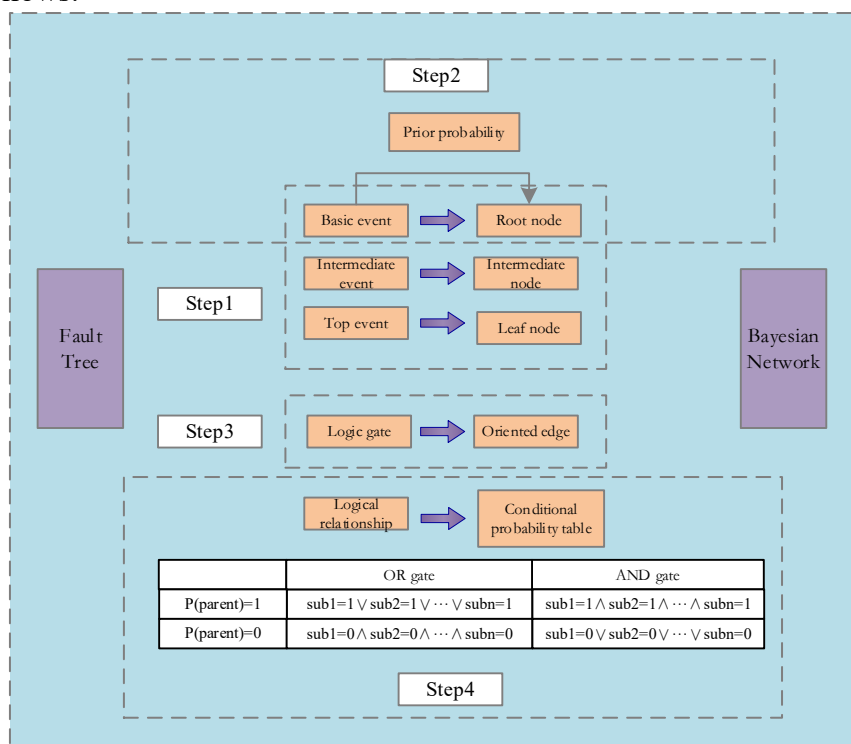 Step2
Prior probability
Basic event
Root node
Intermediate
event
Intermediate
node
Step1
Top event
Leaf node
Fault
Tree
Bayesian
Network
Step3
Logic gate
Oriented edge
Logical
relationship
Conditional
probability table
OR gate
AND gate
P(parent)=1
sub1=1∨sub2=1∨⋯∨subn=1
sub1=1∧sub2=1∧⋯∧subn=1
P(parent)=0
sub1=0∧sub2=0∧⋯∧subn=0
sub1=0∨sub2=0∨⋯∨subn=0
Step4